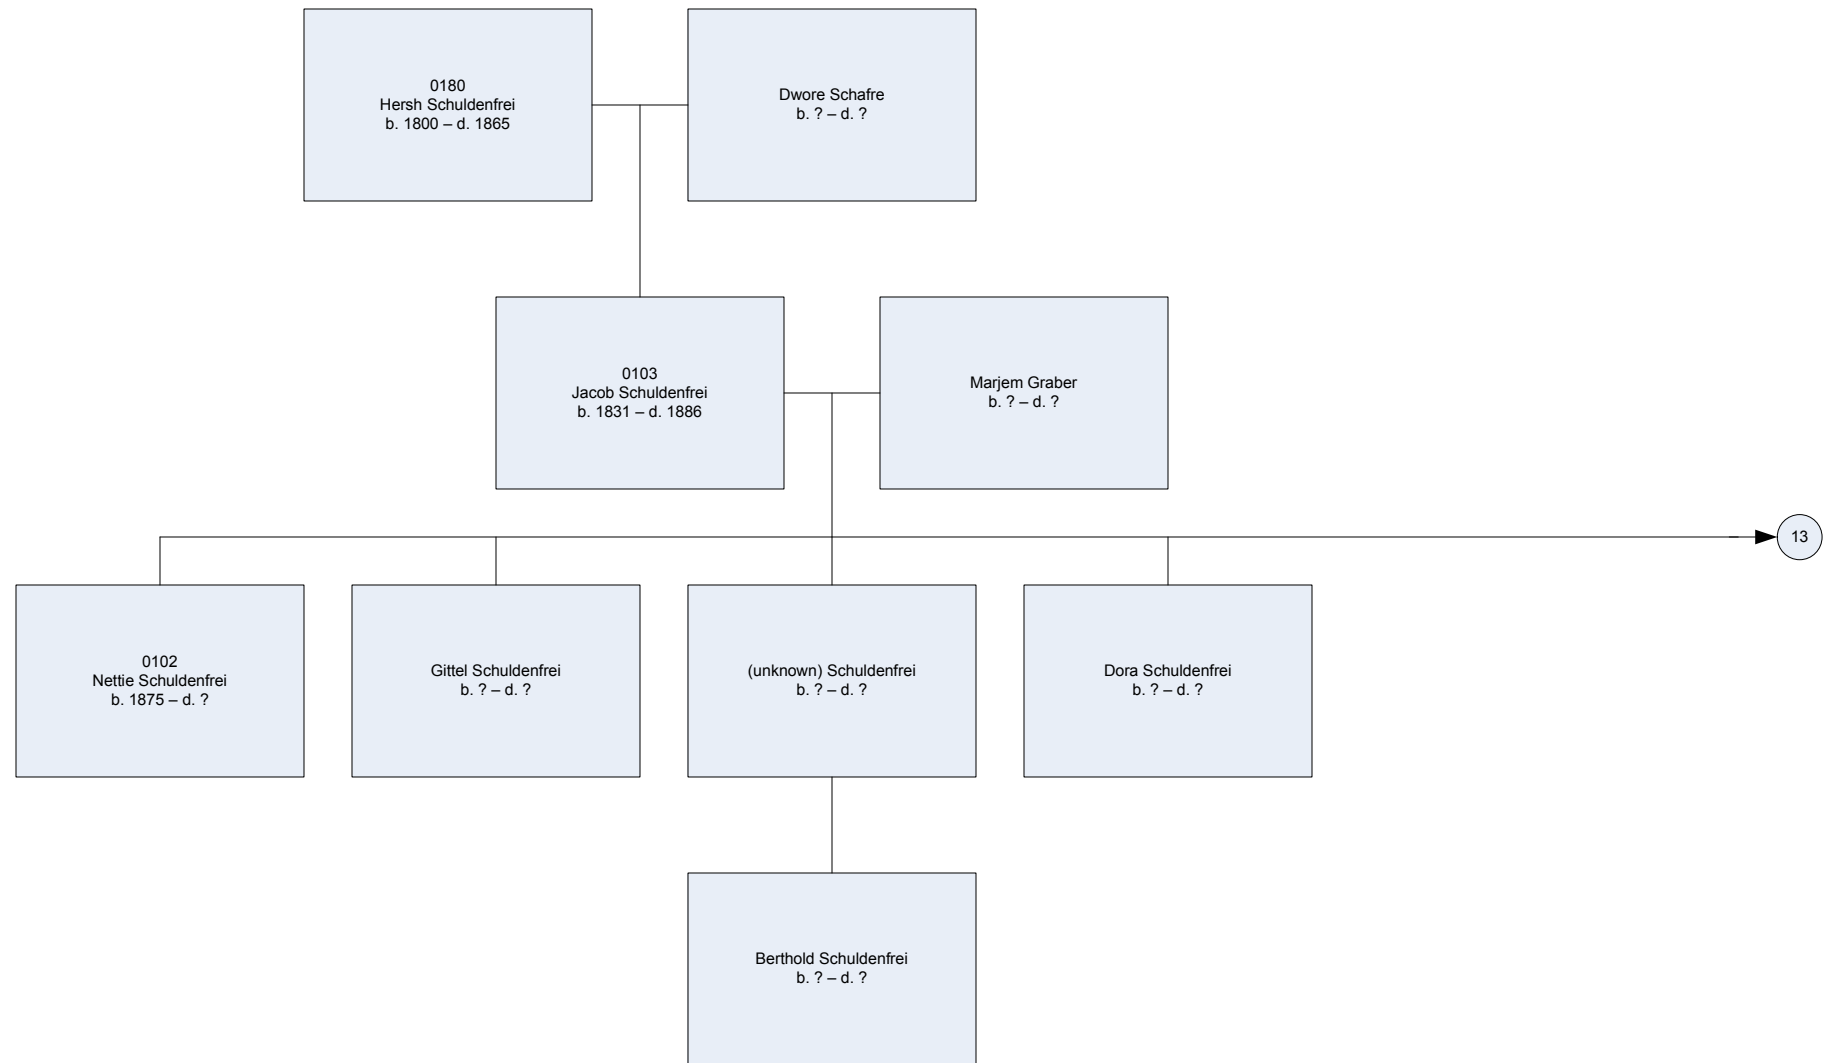 0180
Hersh Schuldenfrei
b. 1800 – d. 1865
Dwore Schafre
b. ? – d. ?
0103
Jacob Schuldenfrei
b. 1831 – d. 1886
Marjem Graber
b. ? – d. ?
13
0102
Nettie Schuldenfrei
b. 1875 – d. ?
Gittel Schuldenfrei
b. ? – d. ?
(unknown) Schuldenfrei
b. ? – d. ?
Dora Schuldenfrei
b. ? – d. ?
Berthold Schuldenfrei
b. ? – d. ?